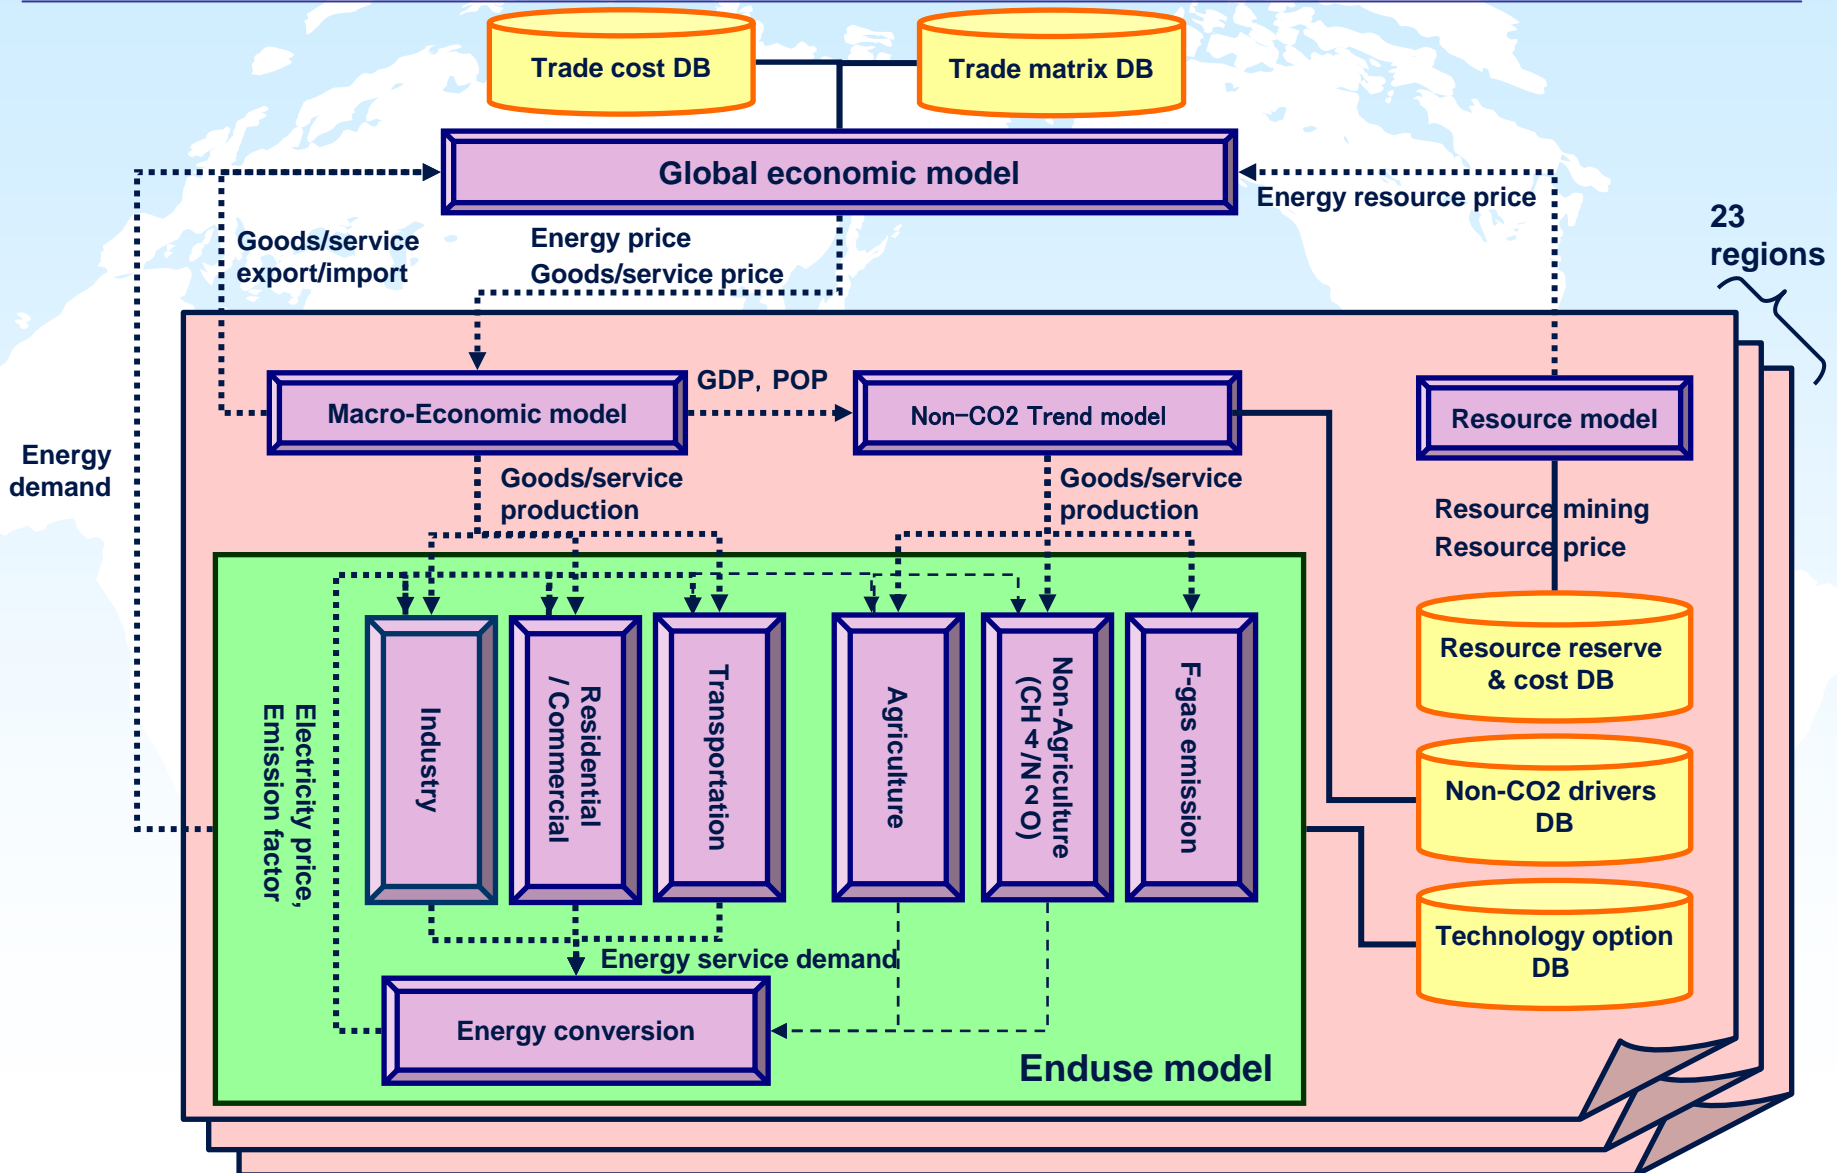 Trade cost DB
Trade matrix DB
Global economic model
Energy resource price
23
regions
Goods/service
export/import
Energy price
Goods/service price
Macro-Economic model
GDP, POP
Non-CO2 Trend model
Resource model
Energy
demand
Goods/service
production
Goods/service
production
Resource mining
Resource price
Industry
Residential
/ Commercial
Transportation
Agriculture
Non-Agriculture
(CH4/N2O)
F-gas emission
Resource reserve
& cost DB
Electricity price,
Emission factor
Non-CO2 drivers
DB
Technology option
DB
Energy service demand
Energy conversion
Enduse model